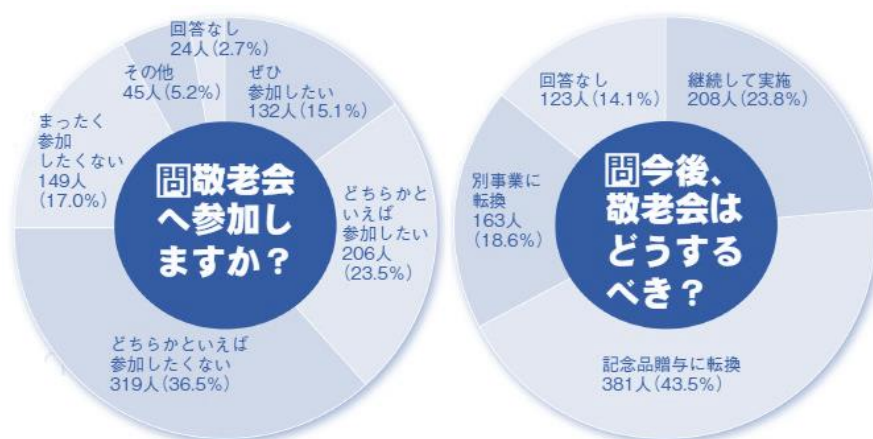 問敬老会
へ参加し
ますか？
ぜひ
参加したい
132人(15.1%)
どちらかと
いえば
参加したい
206人
(23.5%)
どちらかといえば
参加したくない
319人(36.5%)
まったく
参加
したくない
149人
(17.0%)
その他
45人(5.2%)
回答なし
24人(2.7%)
問今後、
敬老会は
どうする
べき？
継続して実施
208人(23.8%)
記念品贈与に転換
381人(43.5%)
別事業に
転換
163人
(18.6%)
回答なし
123人(14.1%)